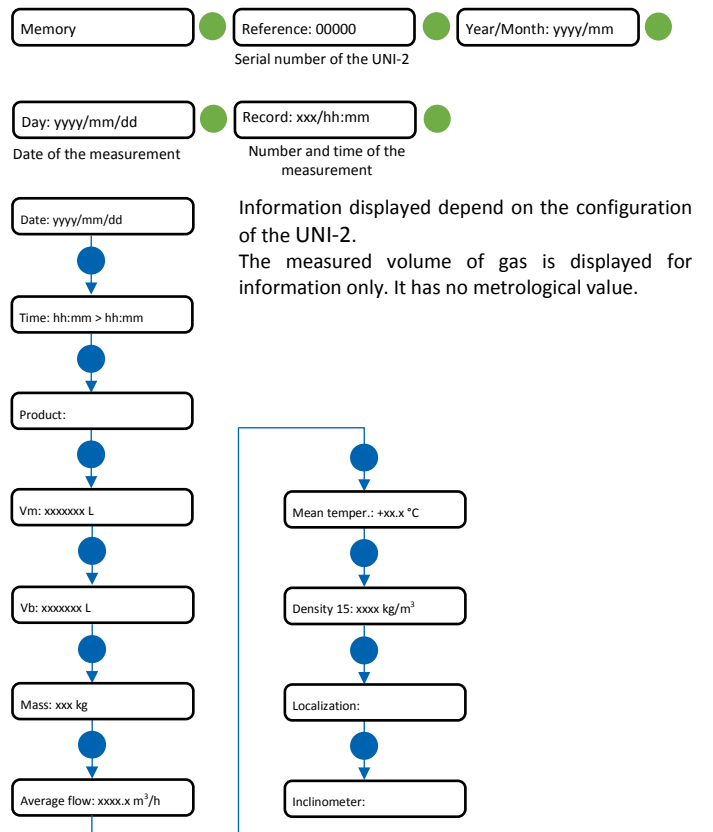 Memory
Reference: 00000
Year/Month: yyyy/mm
Serial number of the UNI-2
Day: yyyy/mm/dd
Record: xxx/hh:mm
Date of the measurement
Number and time of the
measurement
Information displayed depend on the configuration
of the UNI-2.
The measured volume of gas is displayed for
information only. It has no metrological value.
Date: yyyy/mm/dd
Time: hh:mm > hh:mm
Product:
Vm: xxxxxxx L
Vb: xxxxxxx L
Mass: xxx kg
Average flow: xxxx.x m³/h
Mean temper.: +xx.x °C
Density 15: xxxx kg/m³
Localization:
Inclinometer: